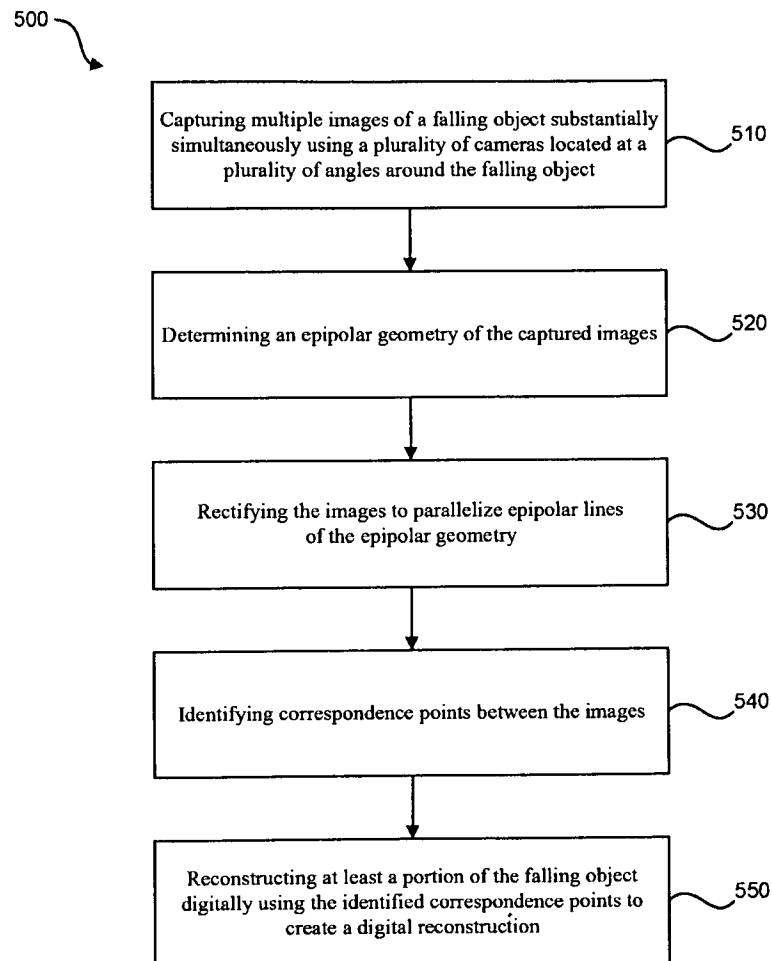 500
Capturing multiple images of a falling object substantially
simultaneously using a plurality of cameras located at a
plurality of angles around the falling object
510
Determining an epipolar geometry of the captured images
520
Rectifying the images to parallelize epipolar lines
of the epipolar geometry
530
Identifying correspondence points between the images
540
Reconstructing at least a portion of the falling object
digitally using the identified correspondence points to
create a digital reconstruction
550